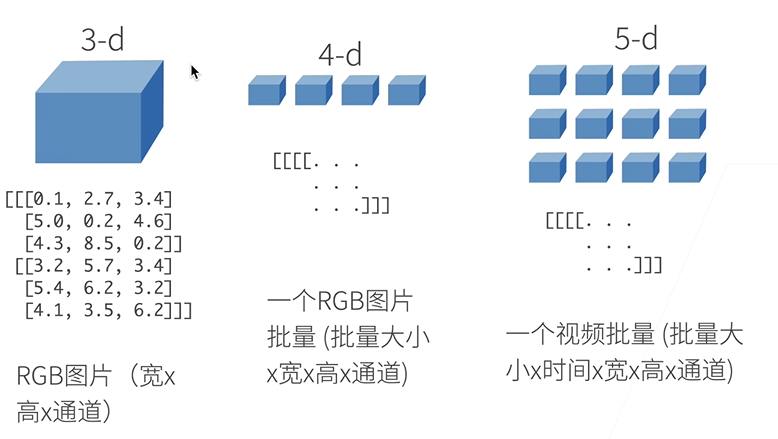 3-d
[[[0.1, 2.7, 3.4]
[5.0, 0.2, 4.6]
[4.3, 8.5, 0.2]]
[[3.2, 5.7, 3.4]
[5.4, 6.2, 3.2]
[4.1, 3.5, 6.2]]]
RGB图片（宽x
高x通道）
4-d
[[[[. . .
. . .
. . .]]]
一个RGB图片
批量 (批量大小
x宽x高x通道)
5-d
[[[[. . .
. . .
. . .]]]
一个视频批量 (批量大
小x时间x宽x高x通道)